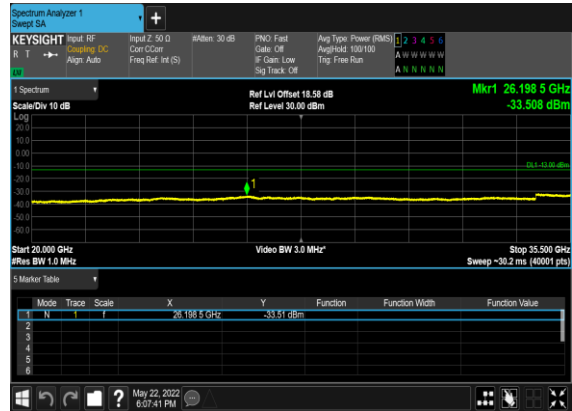 Spectrum Analyzer 1
Swept SA
+
KEYSIGHT Input: RF Input Z: 50 Ω #Atten: 30 dB PNO: Fast Avg Type: Power (RMS) 1 2 3 4 5 6
R T Coupling: DC Corr CCorr Gate: Off Avg|Hold: 100/100 A W W W W W
Align: Auto Freq Ref: Int (S) IF Gain: Low Trig: Free Run
Sig Track: Off A N N N N N
1 Spectrum
Ref Lvl Offset 18.58 dB Mkr1 26.198 5 GHz
Scale/Div 10 dB Ref Level 30.00 dBm -33.508 dBm
Log
20.0
10.0
0.00
-10.0
DL1 -13.00 dBm
-20.0
1
-30.0
-40.0
-50.0
-60.0
Start 20.000 GHz Video BW 3.0 MHz* Stop 35.500 GHz
#Res BW 1.0 MHz Sweep ~30.2 ms (40001 pts)
5 Marker Table
Mode Trace Scale X Y Function Function Width Function Value
1 N 1 f 26.198 5 GHz -33.51 dBm
2
3
4
5
6
? May 22, 2022
6:07:41 PM